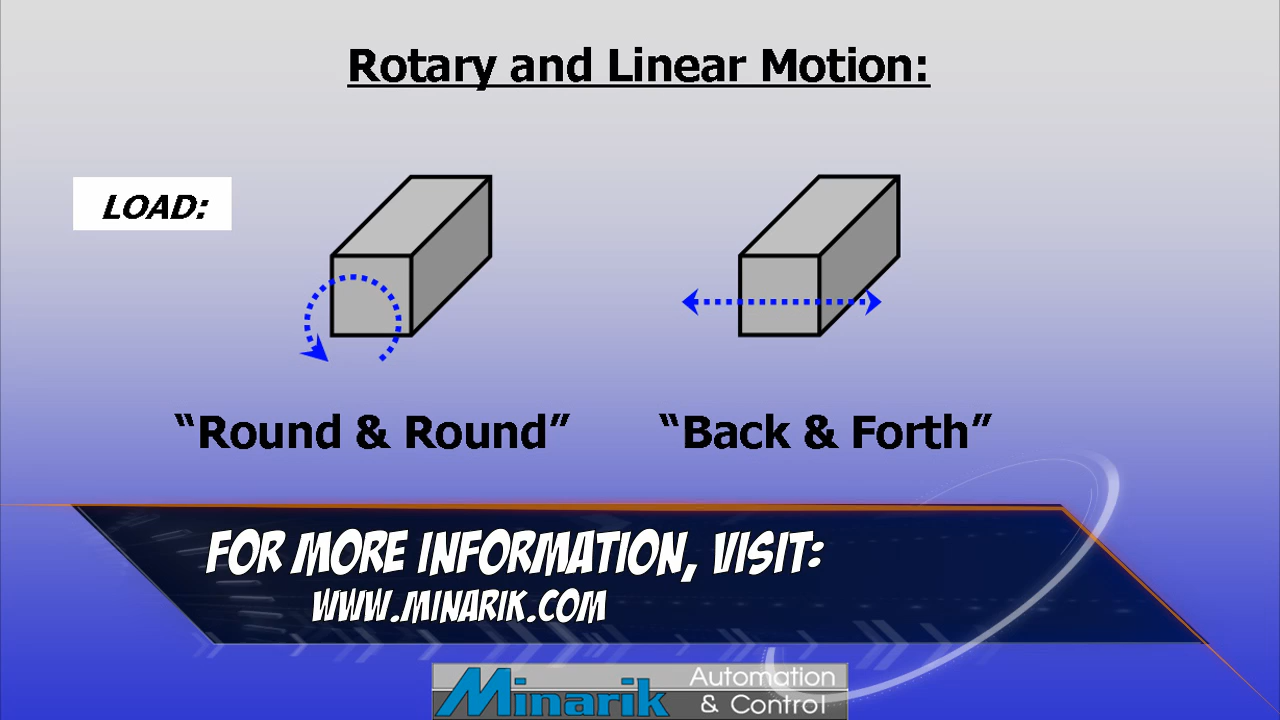 Rotary and Linear Motion:
LOAD:
“Round & Round”
“Back & Forth”
FOR MORE INFORMATION, VISIT:
WWW.MINARIK.COM
Minarik Automation
& Control